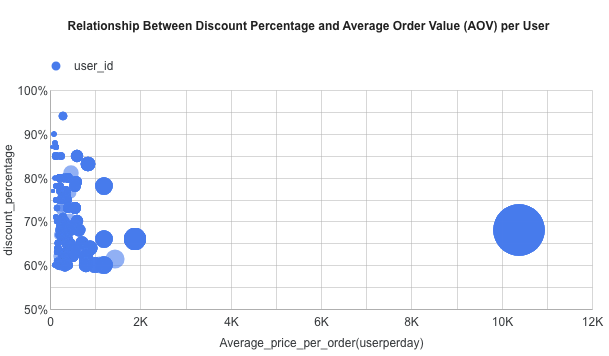 Relationship Between Discount Percentage and Average Order Value (AOV) per User
user_id
100%
90%
80%
70%
60%
50%
discount_percentage
0
2K
4K
6K
8K
10K
12K
Average_price_per_order(userperday)